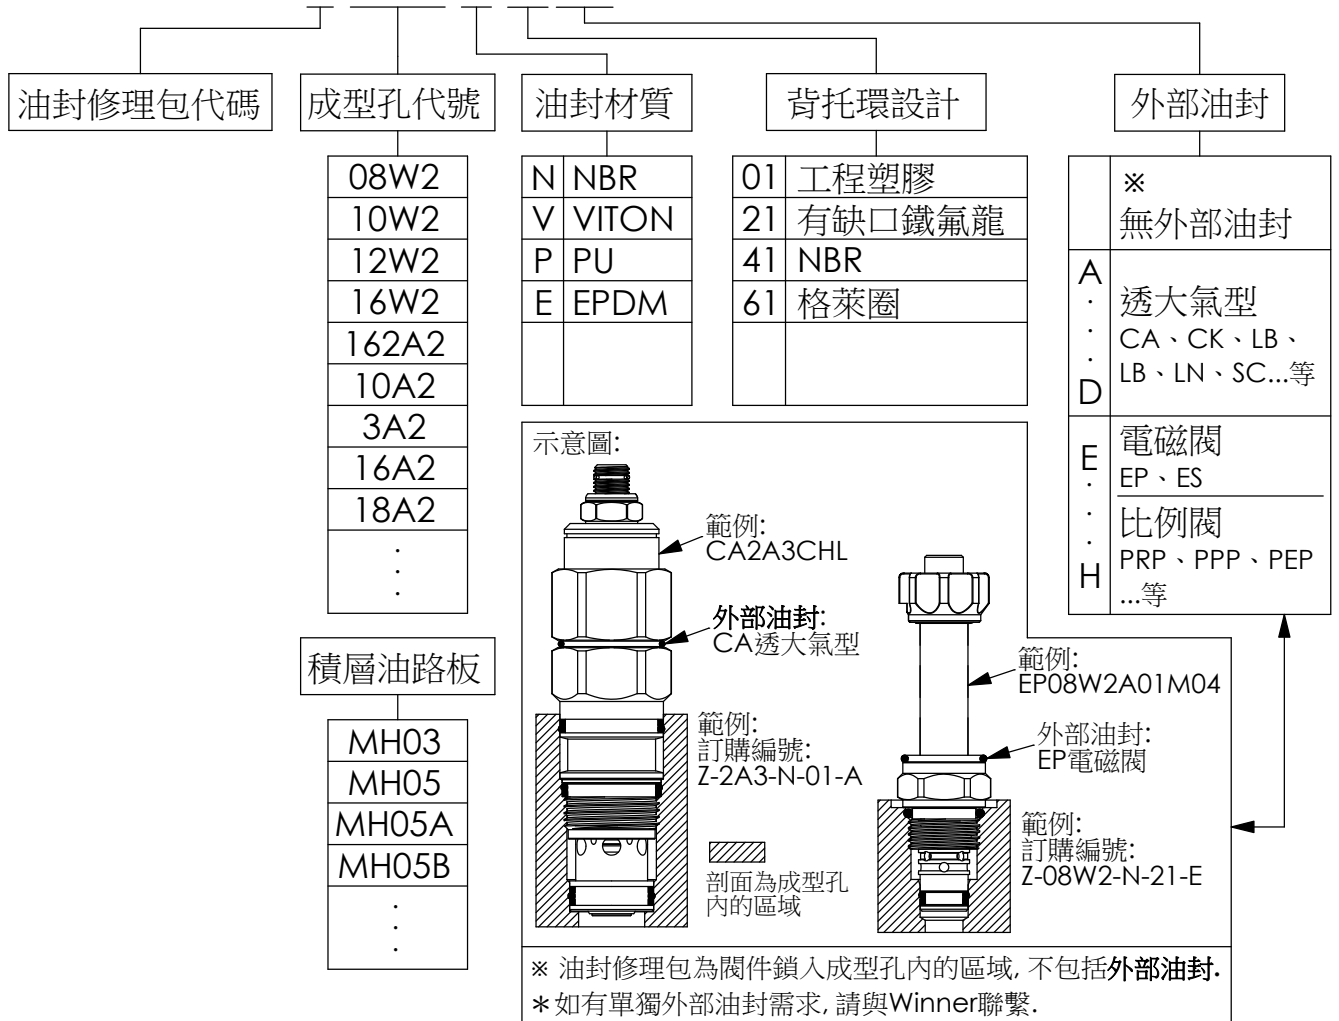 油封修理包代碼
成型孔代號
油封材質
背托環設計
外部油封
08W2
10W2
12W2
16W2
162A2
10A2
3A2
16A2
18A2
.
.
.
積層油路板
MH03
MH05
MH05A
MH05B
.
.
.
N NBR
V VITON
P PU
E EPDM
01 工程塑膠
21 有缺口鐵氟龍
41 NBR
61 格萊圈
※
無外部油封
A
.
.
.
D
透大氣型
CA、CK、LB、
LB、LN、SC...等
E
.
.
.
H
電磁閥
EP、ES
比例閥
PRP、PPP、PEP
...等
示意圖:
範例:
CA2A3CHL
外部油封:
CA透大氣型
範例:
訂購編號:
Z-2A3-N-01-A
剖面為成型孔
內的區域
範例:
EP08W2A01M04
外部油封:
EP電磁閥
範例:
訂購編號:
Z-08W2-N-21-E
※ 油封修理包為閥件鎖入成型孔內的區域, 不包括外部油封.
＊如有單獨外部油封需求, 請與Winner聯繫.